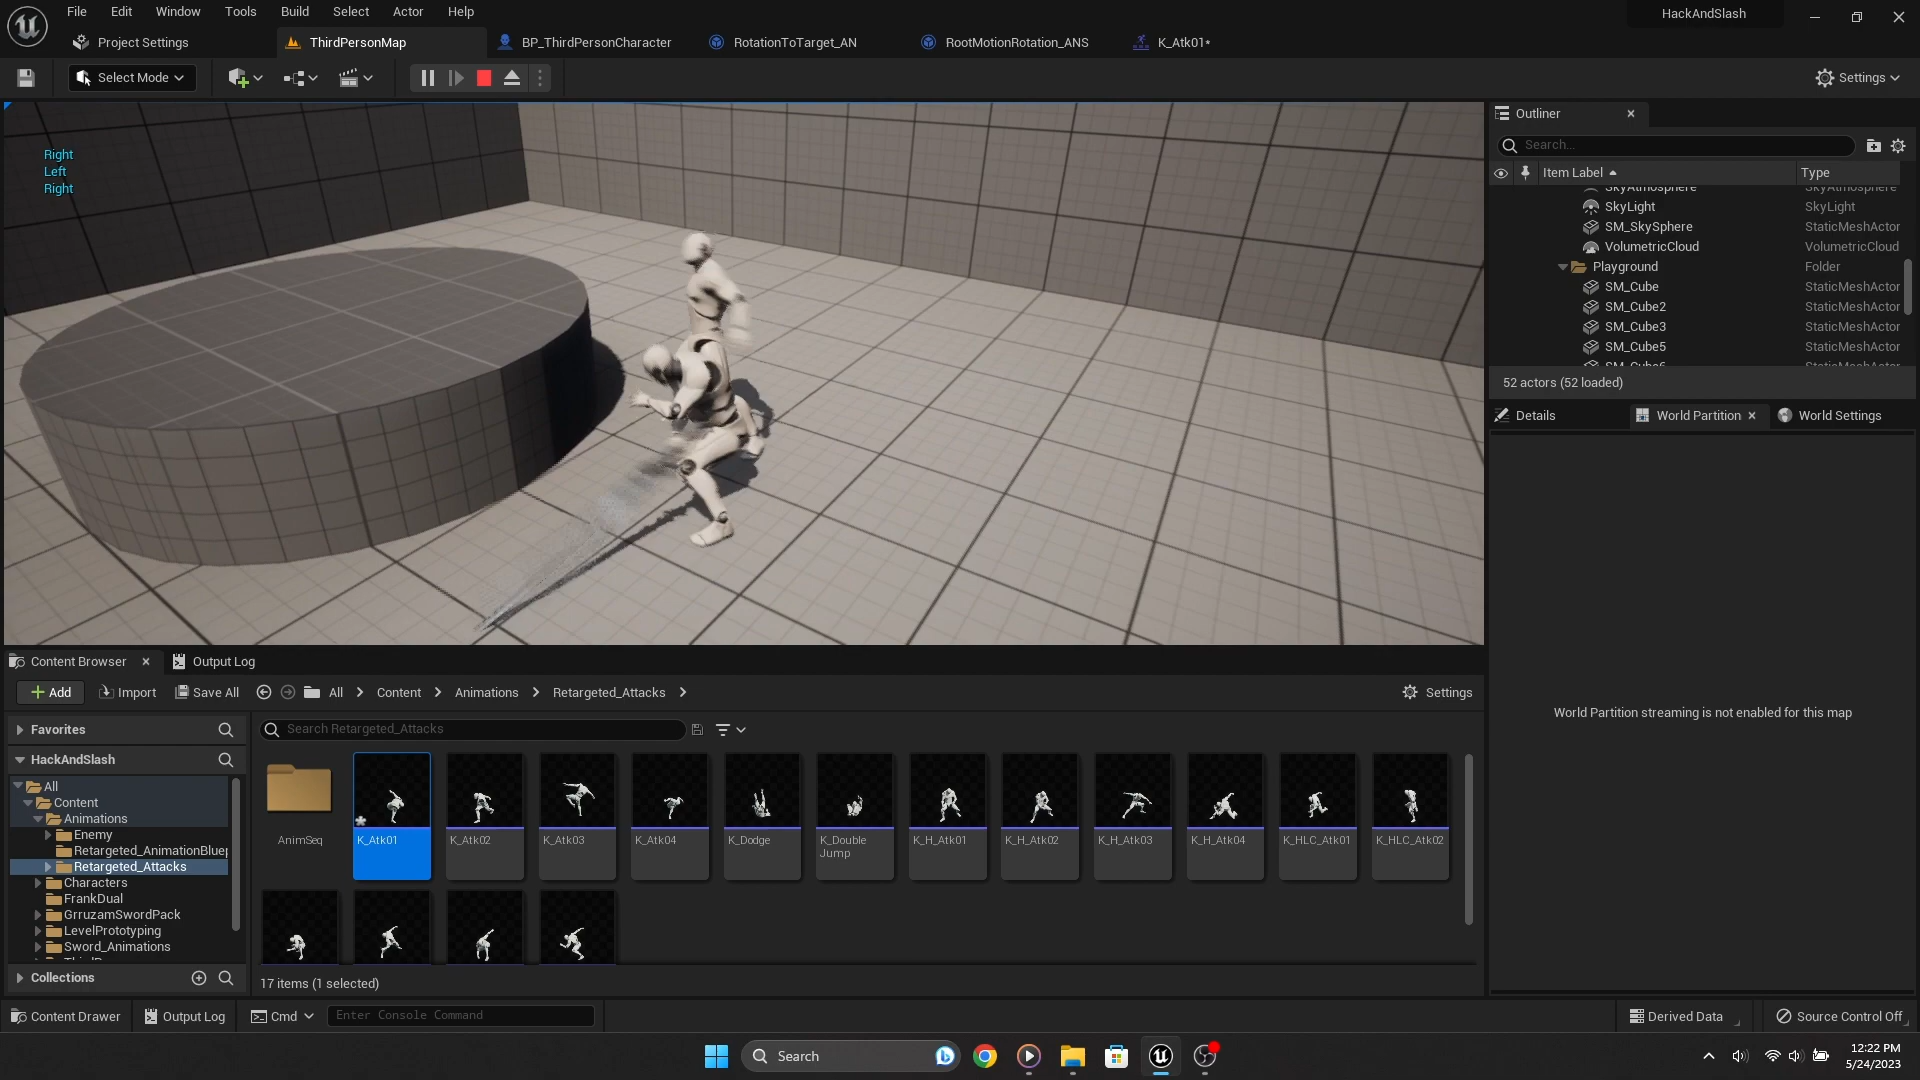 File Edit Window Tools Build Select Actor Help
HackAndSlash
Project Settings
ThirdPersonMap
BP_ThirdPersonCharacter
RotationToTarget_AN
RootMotionRotation_ANS
K_Atk01*
Select Mode
Settings
Right
Left
Right
Outliner
Search...
Item Label
Type
SkyAtmosphere SkyAtmosphere
SkyLight SkyLight
SM_SkySphere StaticMeshActor
VolumetricCloud VolumetricCloud
Playground Folder
SM_Cube StaticMeshActor
SM_Cube2 StaticMeshActor
SM_Cube3 StaticMeshActor
SM_Cube5 StaticMeshActor
52 actors (52 loaded)
Details
World Partition
World Settings
World Partition streaming is not enabled for this map
Content Browser
Output Log
Add
Import
Save All
All
Content
Animations
Retargeted_Attacks
Settings
Favorites
HackAndSlash
All
Content
Animations
Enemy
Retargeted_AnimationBluep
Retargeted_Attacks
Characters
FrankDual
GrruzamSwordPack
LevelPrototyping
Sword_Animations
Collections
Search Retargeted_Attacks
AnimSeq
K_Atk01
K_Atk02
K_Atk03
K_Atk04
K_Dodge
K_Double
Jump
K_H_Atk01
K_H_Atk02
K_H_Atk03
K_H_Atk04
K_HLC_Atk01
K_HLC_Atk02
17 items (1 selected)
Content Drawer
Output Log
Cmd
Enter Console Command
Derived Data
Source Control Off
Search
12:22 PM
5/24/2023